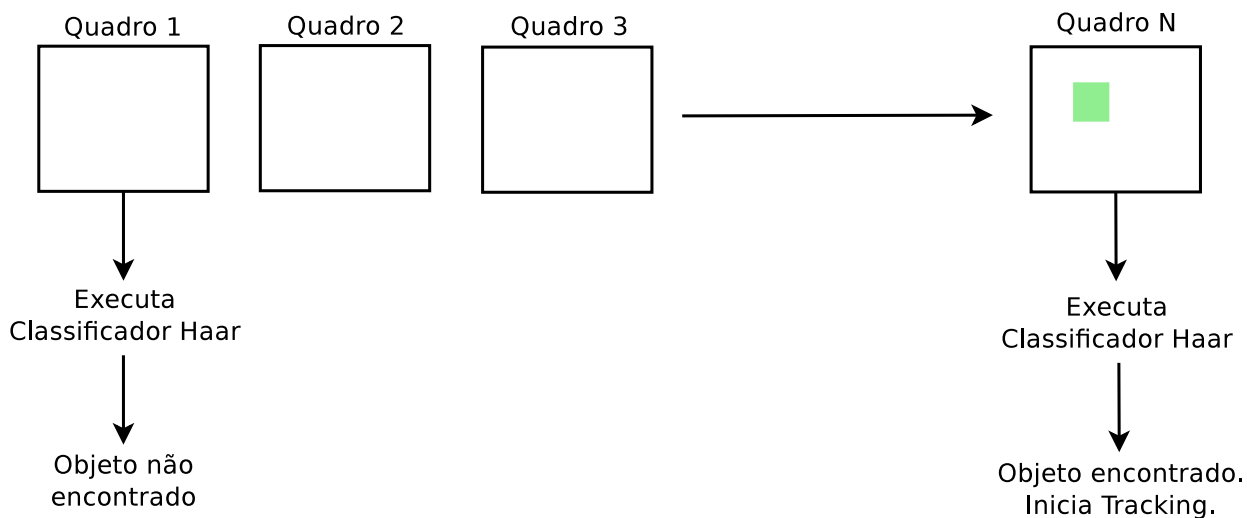 Quadro 1
Quadro 2
Quadro 3
Quadro N
Executa
Classificador Haar
Objeto não
encontrado
Executa
Classificador Haar
Objeto encontrado.
Inicia Tracking.